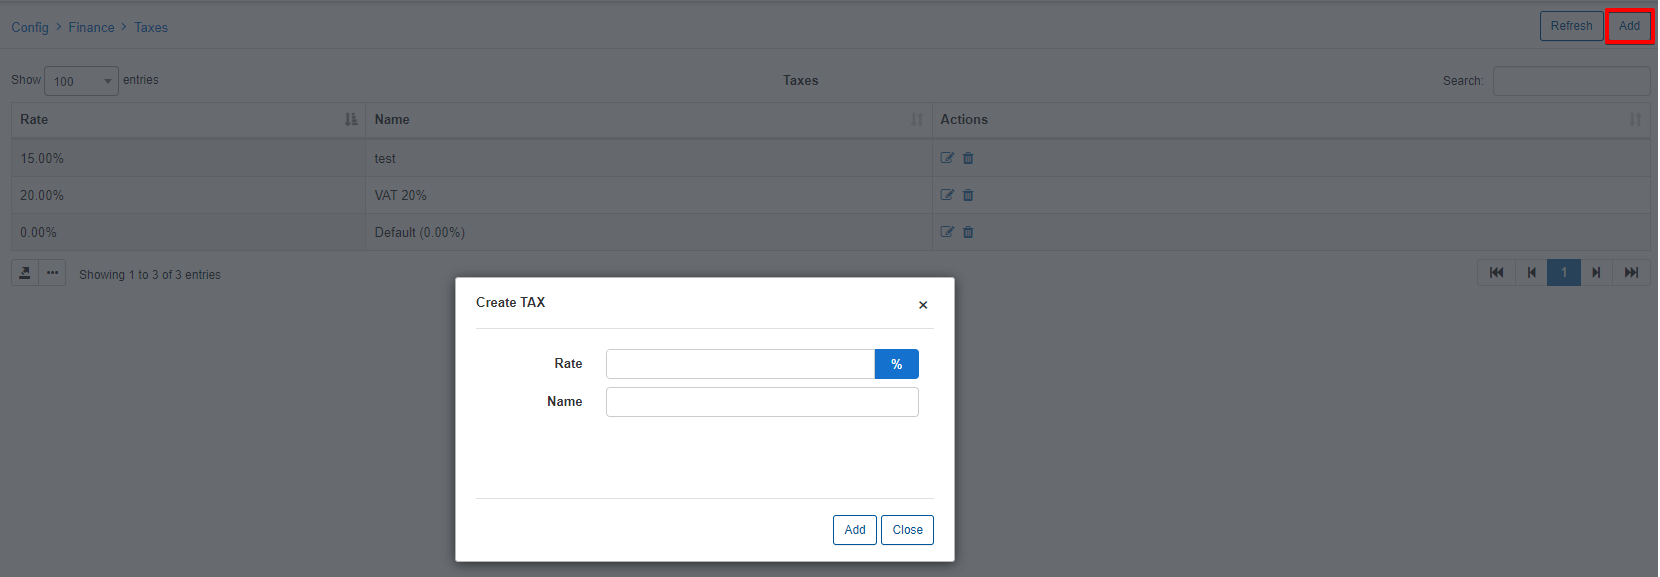 Config > Finance > Taxes
Refresh Add
Show 100 entries Taxes Search:
Rate Name Actions
15.00% test
20.00% VAT 20%
0.00% Default (0.00%)
... Showing 1 to 3 of 3 entries 1
Create TAX ×
Rate %
Name
Add Close